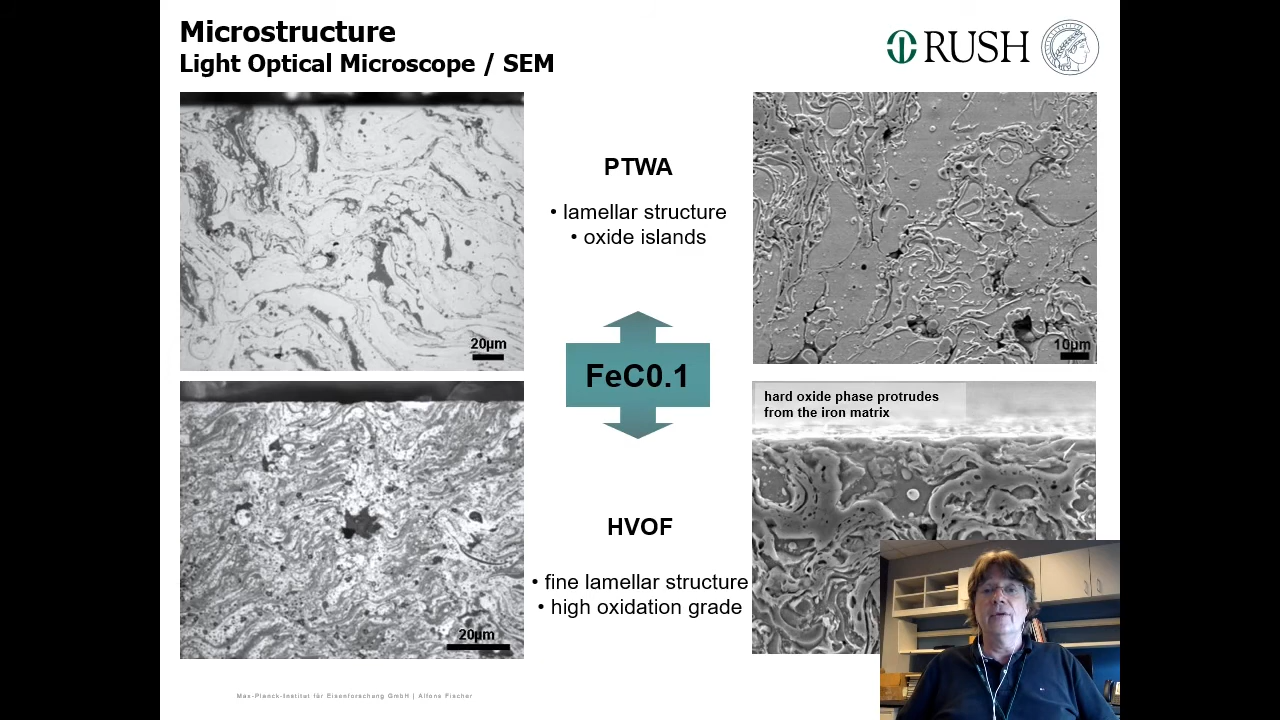 Microstructure
Light Optical Microscope / SEM
RUSH
PTWA
• lamellar structure
• oxide islands
20µm
10µm
FeC0.1
hard oxide phase protrudes
from the iron matrix
HVOF
• fine lamellar structure
• high oxidation grade
20µm
Max-Planck-Institut für Eisenforschung GmbH | Alfons Fischer